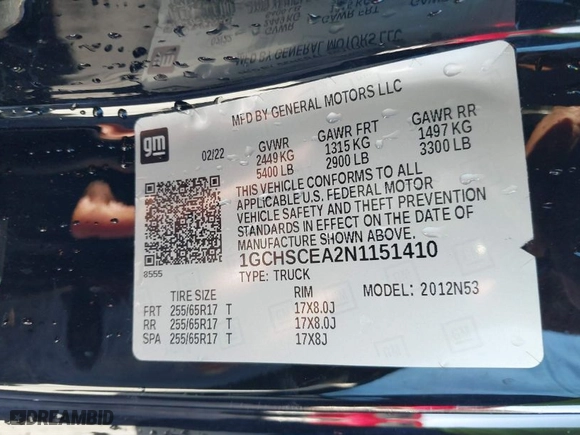 MFD BY GENERAL MOTORS LLC
gm
02/22
GVWR GAWR FRT GAWR RR
2449 KG 1315 KG 1497 KG
5400 LB 2900 LB 3300 LB
THIS VEHICLE CONFORMS TO ALL
APPLICABLE U.S. FEDERAL MOTOR
VEHICLE SAFETY AND THEFT PREVENTION
STANDARDS IN EFFECT ON THE DATE OF
MANUFACTURE SHOWN ABOVE.
1GCHSCEA2N1151410
8555
TYPE: TRUCK
TIRE SIZE RIM MODEL: 2012N53
FRT 255/65R17 T 17X8.0J
RR 255/65R17 T 17X8.0J
SPA 255/65R17 T 17X8J
DREAMBID